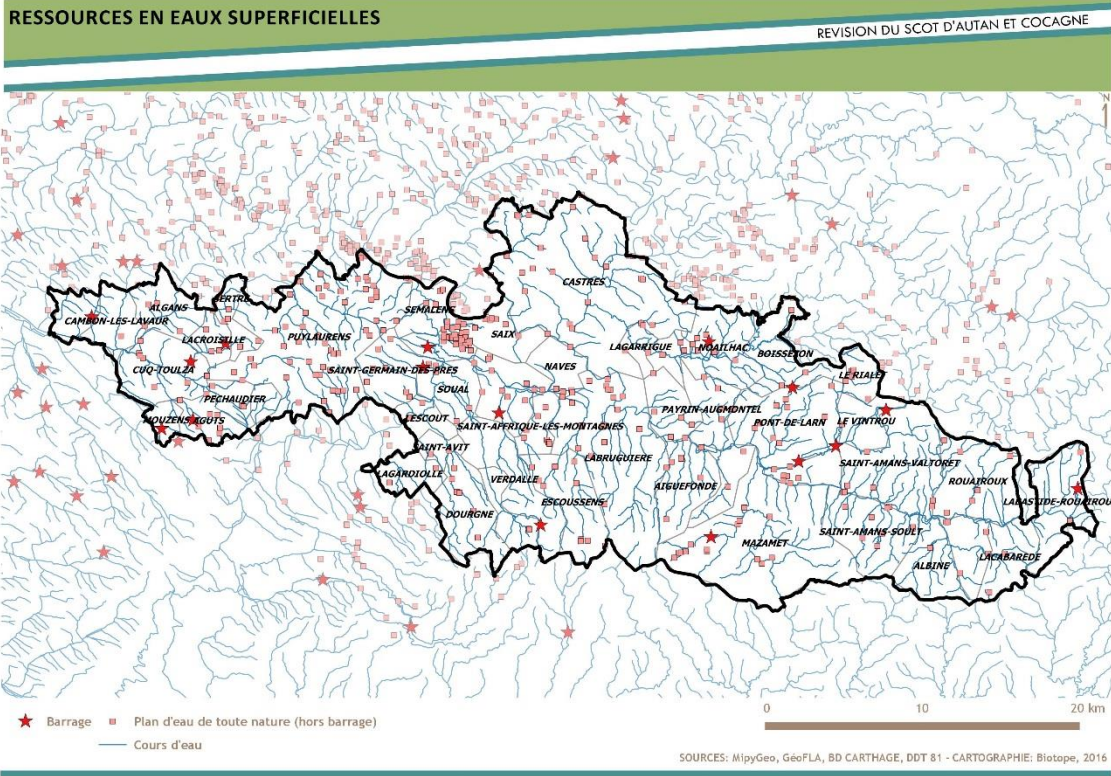 RESSOURCES EN EAUX SUPERFICIELLES
REVISION DU SCOT D'AUTAN ET COCAGNE
N
CASTRES
BERTRE
ALGANS
SEMALENS
CAMBON-LES-LAVAUR
SAIX
PUYLAURENS
LACROISILLE
LAGARRIGUE
NOAILHAC
BOISSEZON
NAVES
CUQ-TOULZA
SAINT-GERMAIN-DES-PRES
LE RIALET
SOUAL
PECHAUDIER
PAYRIN-AUGMONTEL
MOUZENS
AGUTS
LESCOUT
PONT-DE-LARN
LE VINTROU
SAINT-AFFRIQUE-LES-MONTAGNES
SAINT-AVIT
LABRUGUIERE
SAINT-AMANS-VALTORET
LAGARDIOLLE
VERDALLE
AIGUEFONDE
ROUAIROUX
ESCOUSSENS
LABASTIDE-ROUAIROU
DOURGNE
SAINT-AMANS-SOULT
MAZAMET
LACABAREDE
ALBINE
Barrage
Plan d'eau de toute nature (hors barrage)
Cours d'eau
0 10 20 km
SOURCES: MipyGeo, GéoFLA, BD CARTHAGE, DDT 81 - CARTOGRAPHIE: Biotope, 2016